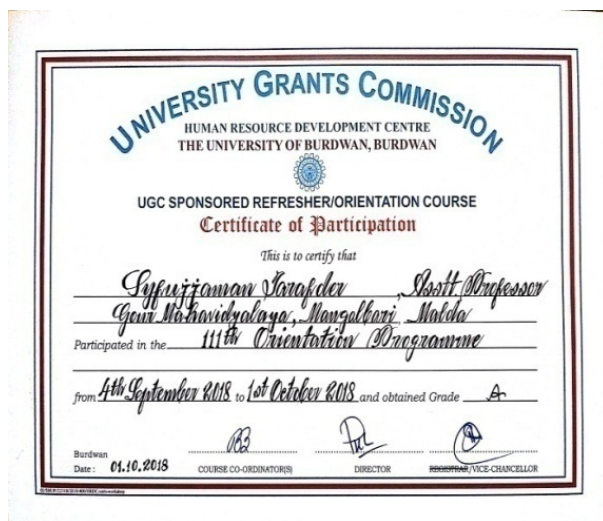 UNIVERSITY GRANTS COMMISSION
HUMAN RESOURCE DEVELOPMENT CENTRE
THE UNIVERSITY OF BURDWAN, BURDWAN
UGC SPONSORED REFRESHER/ORIENTATION COURSE
Certificate of Participation
This is to certify that
Syfujjaman Tarafder, Asstt Professor
Gour Mahavidyalaya, Mangalbari Malda
Participated in the 111th Orientation Programme
from 4th September 2018 to 1st October 2018 and obtained Grade A
Burdwan
Date : 01.10.2018 COURSE CO-ORDINATOR(S) DIRECTOR REGISTRAR/VICE-CHANCELLOR